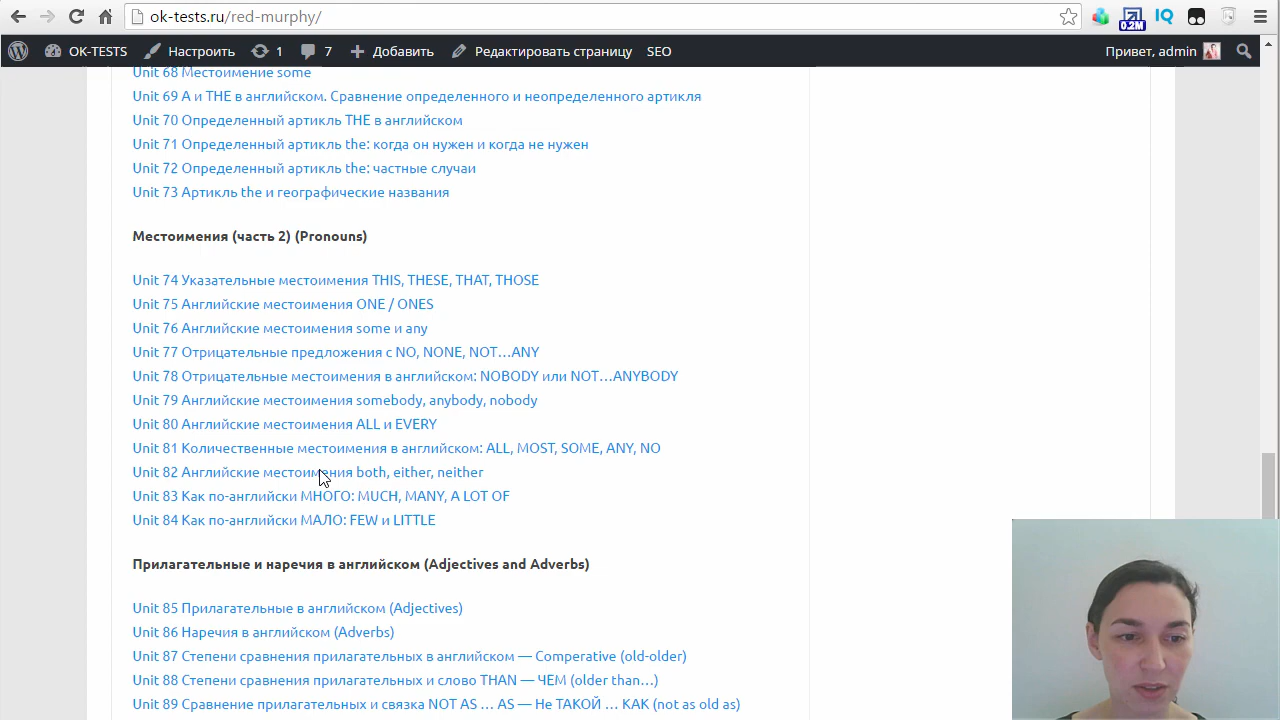 ok-tests.ru/red-murphy/
0.2M
IQ
OK-TESTS Настроить 1 7 Добавить Редактировать страницу SEO Привет, admin
Unit 68 Местоимение some
Unit 69 A и THE в английском. Сравнение определенного и неопределенного артикля
Unit 70 Определенный артикль THE в английском
Unit 71 Определенный артикль the: когда он нужен и когда не нужен
Unit 72 Определенный артикль the: частные случаи
Unit 73 Артикль the и географические названия
Местоимения (часть 2) (Pronouns)
Unit 74 Указательные местоимения THIS, THESE, THAT, THOSE
Unit 75 Английские местоимения ONE / ONES
Unit 76 Английские местоимения some и any
Unit 77 Отрицательные предложения с NO, NONE, NOT…ANY
Unit 78 Отрицательные местоимения в английском: NOBODY или NOT…ANYBODY
Unit 79 Английские местоимения somebody, anybody, nobody
Unit 80 Английские местоимения ALL и EVERY
Unit 81 Количественные местоимения в английском: ALL, MOST, SOME, ANY, NO
Unit 82 Английские местоимения both, either, neither
Unit 83 Как по-английски МНОГО: MUCH, MANY, A LOT OF
Unit 84 Как по-английски МАЛО: FEW и LITTLE
Прилагательные и наречия в английском (Adjectives and Adverbs)
Unit 85 Прилагательные в английском (Adjectives)
Unit 86 Наречия в английском (Adverbs)
Unit 87 Степени сравнения прилагательных в английском — Comperative (old-older)
Unit 88 Степени сравнения прилагательных и слово THAN — ЧЕМ (older than…)
Unit 89 Сравнение прилагательных и связка NOT AS … AS — Не ТАКОЙ … КАК (not as old as)